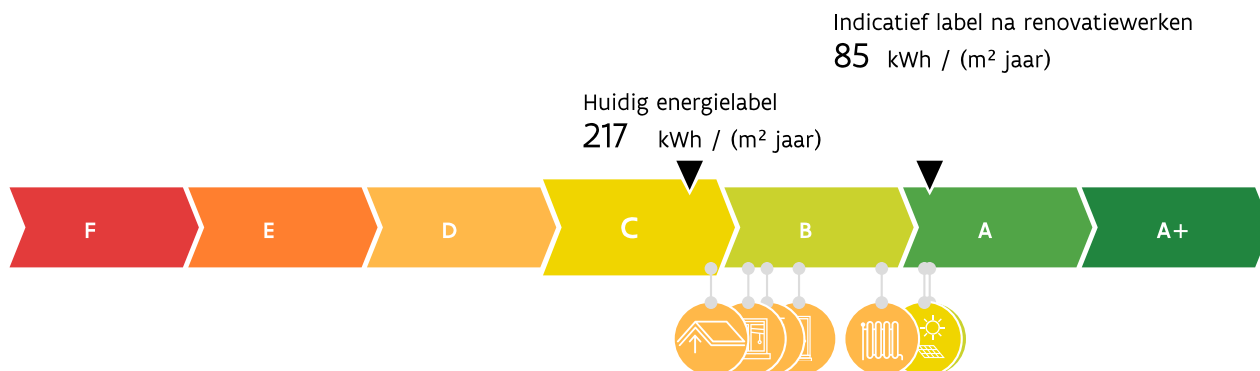 Indicatief label na renovatiewerken
85 kWh / (m² jaar)
Huidig energielabel
217 kWh / (m² jaar)
F E D C B A A+